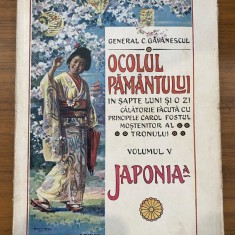 GENERAL C. GĂVĂNESCUL
OCOLUL
PĂMÂNTULUI
IN ȘAPTE LUNI ȘI O ZI
CĂLĂTORIE FĂCUTĂ CU
PRINCIPELE CAROL FOSTUL
MOȘTENITOR AL
TRONULUI
VOLUMUL V
JAPONIA